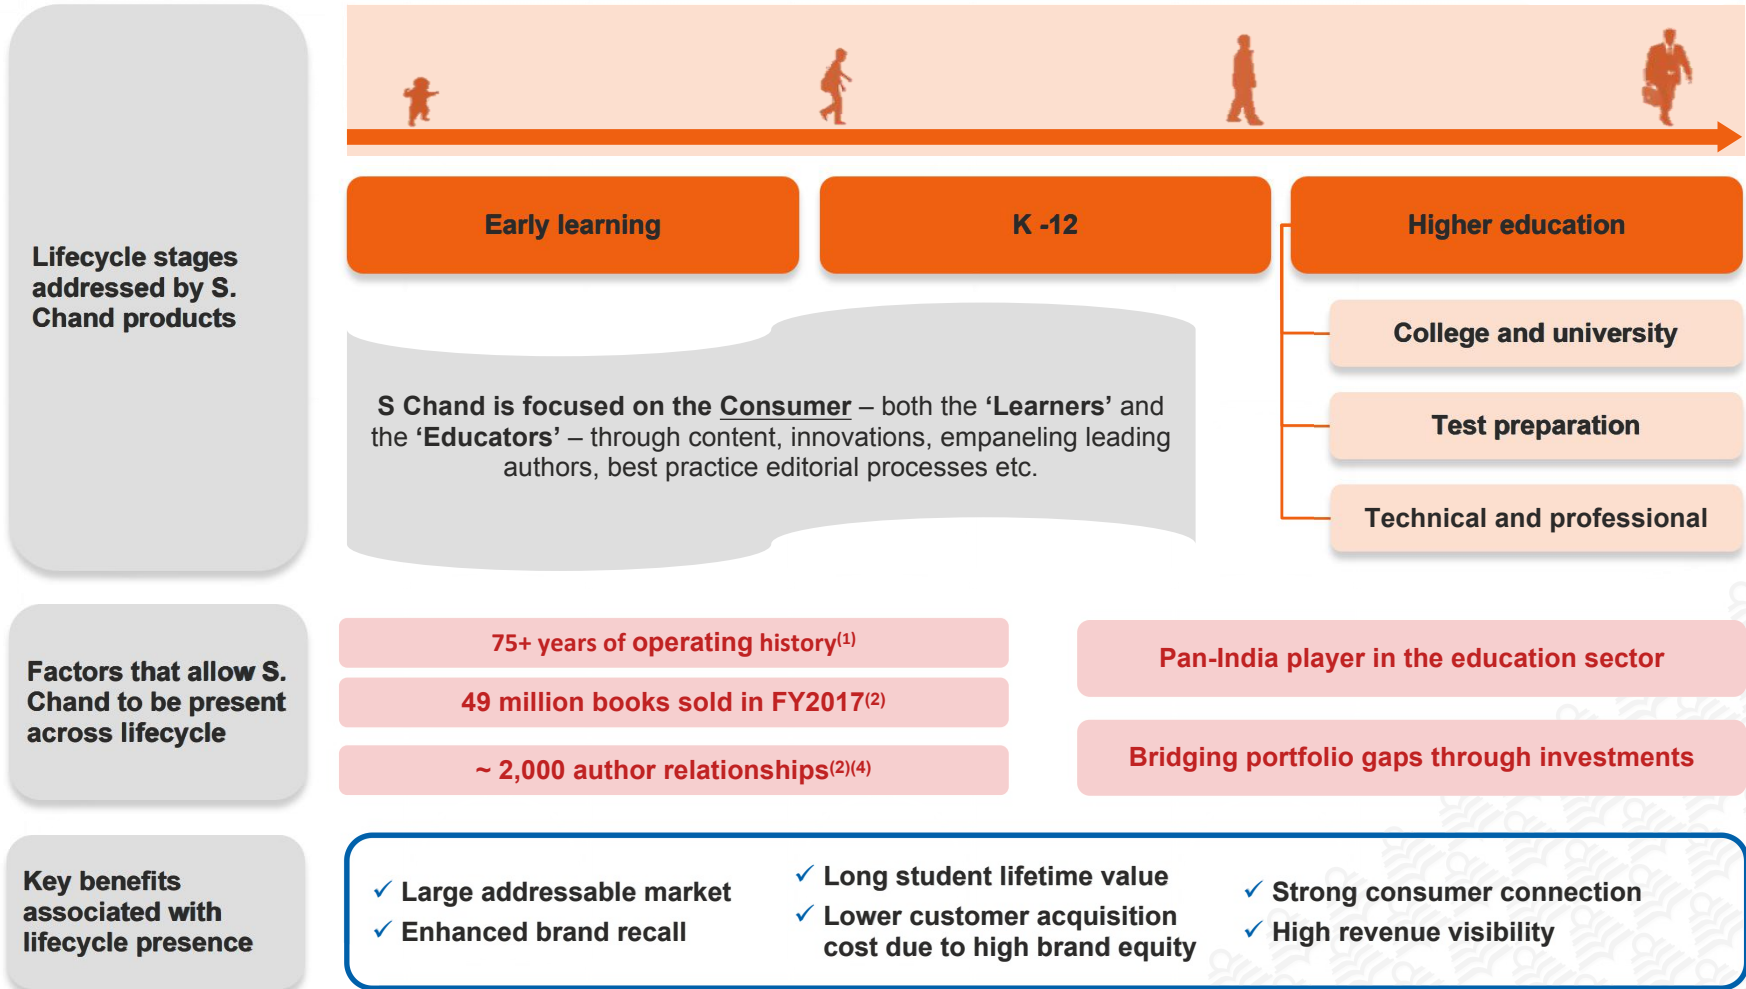 Lifecycle stages
addressed by S.
Chand products
Early learning
K -12
Higher education
College and university
Test preparation
Technical and professional
S Chand is focused on the Consumer – both the ‘Learners’ and
the ‘Educators’ – through content, innovations, empaneling leading
authors, best practice editorial processes etc.
Factors that allow S.
Chand to be present
across lifecycle
75+ years of operating history(1)
49 million books sold in FY2017(2)
~ 2,000 author relationships(2)(4)
Pan-India player in the education sector
Bridging portfolio gaps through investments
Key benefits
associated with
lifecycle presence
✓ Large addressable market
✓ Enhanced brand recall
✓ Long student lifetime value
✓ Lower customer acquisition
cost due to high brand equity
✓ Strong consumer connection
✓ High revenue visibility